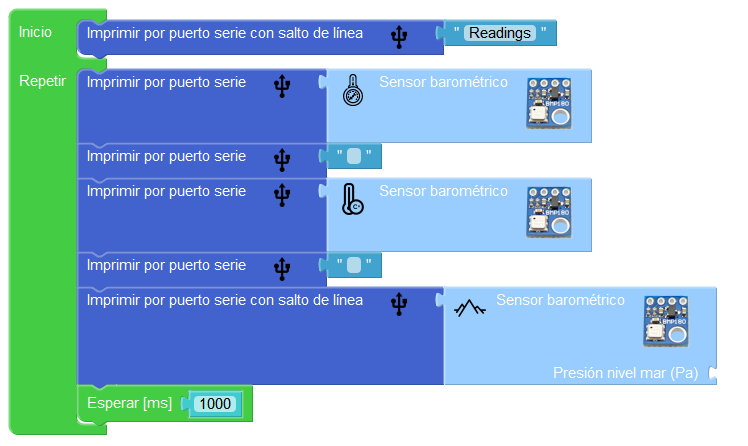 Inicio
Imprimir por puerto serie con salto de línea
" Readings "
Repetir
Imprimir por puerto serie
Sensor barométrico
BMP180
Imprimir por puerto serie
" "
Imprimir por puerto serie
Sensor barométrico
C°
BMP180
Imprimir por puerto serie
" "
Imprimir por puerto serie con salto de línea
Sensor barométrico
BMP180
Presión nivel mar (Pa)
Esperar [ms]
1000